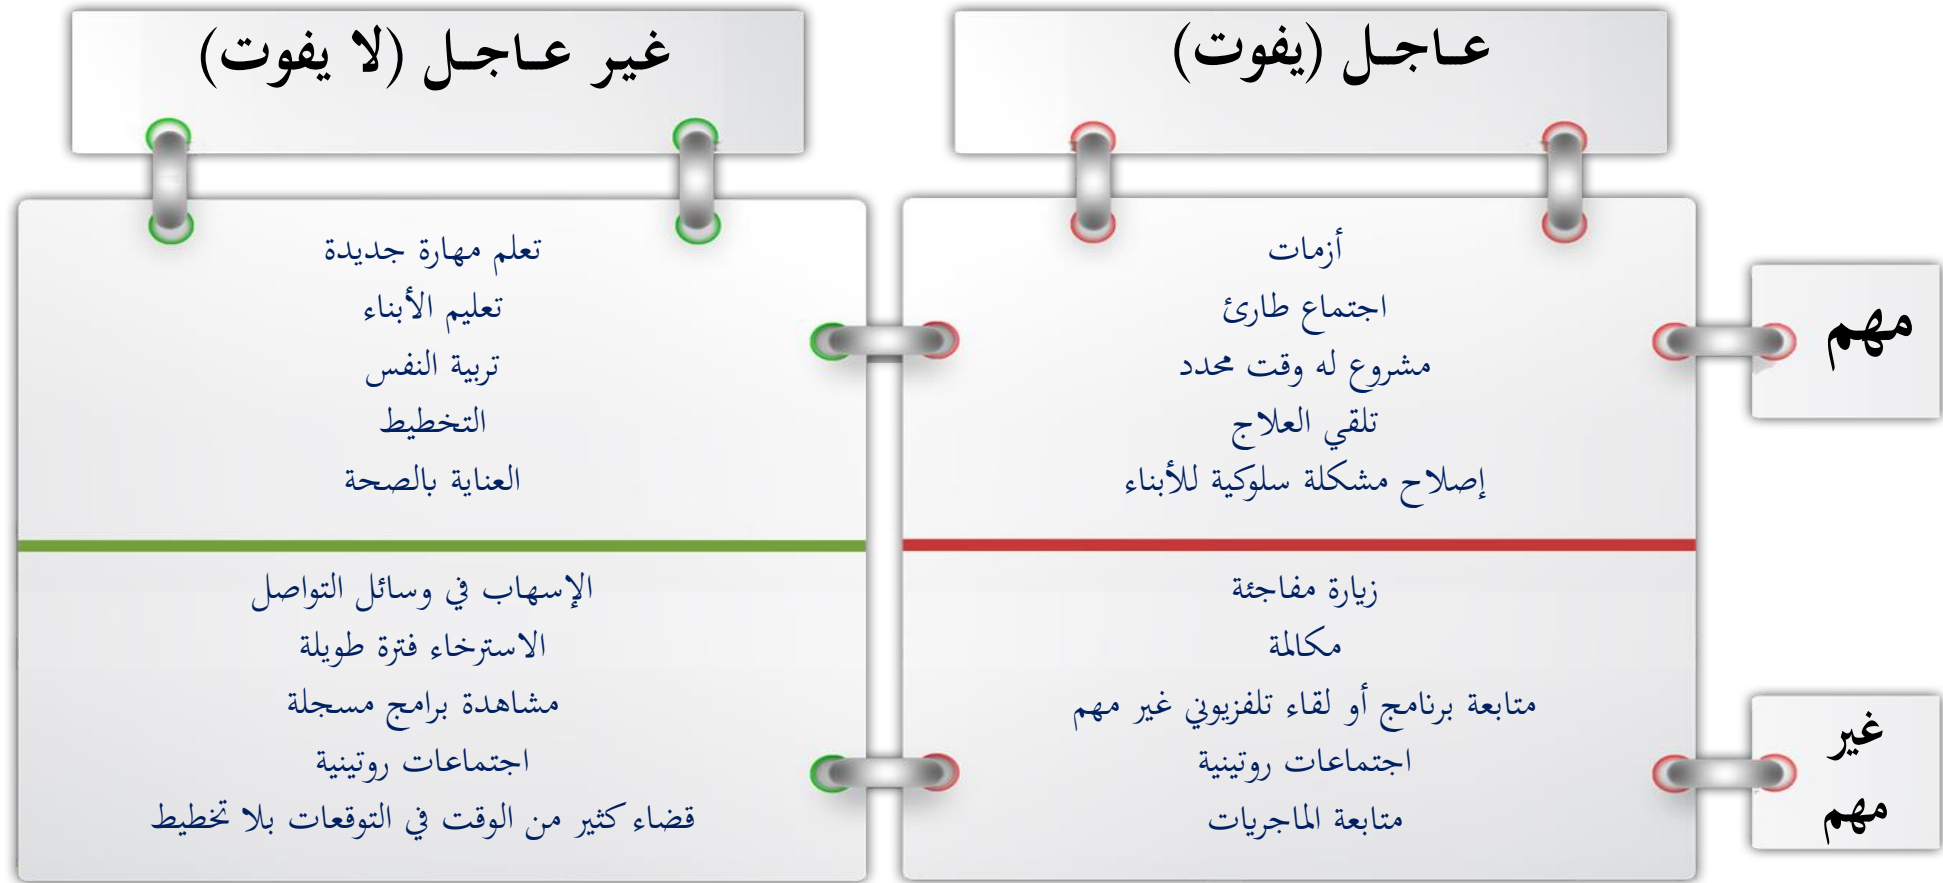 عـاجـل (يفوت)
غير عـاجـل (لا يفوت)
مهم
أزمات
اجتماع طارئ
مشروع له وقت محدد
تلقي العلاج
إصلاح مشكلة سلوكية للأبناء
تعلم مهارة جديدة
تعليم الأبناء
تربية النفس
التخطيط
العناية بالصحة
غير
مهم
زيارة مفاجئة
مكالمة
متابعة برنامج أو لقاء تلفزيوني غير مهم
اجتماعات روتينية
متابعة الماجريات
الإسهاب في وسائل التواصل
الاسترخاء فترة طويلة
مشاهدة برامج مسجلة
اجتماعات روتينية
قضاء كثير من الوقت في التوقعات بلا تخطيط